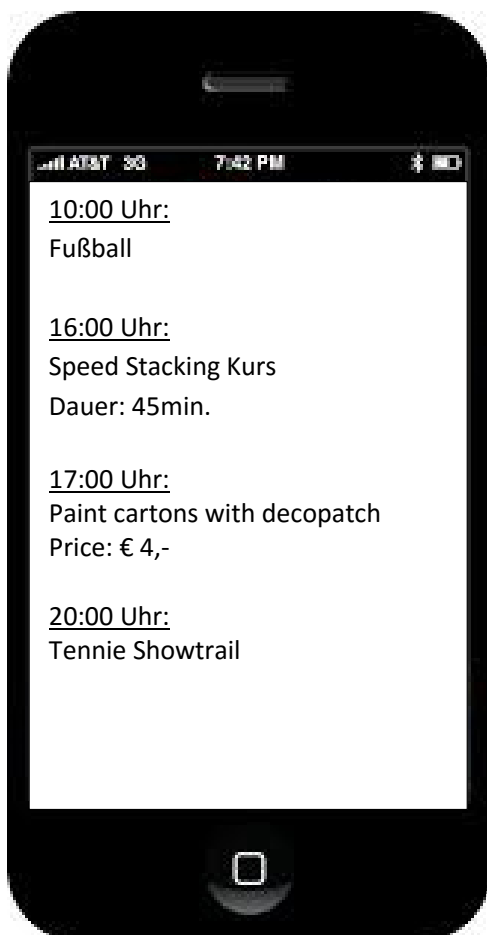 AT&T 3G 7:42 PM
10:00 Uhr:
Fußball
16:00 Uhr:
Speed Stacking Kurs
Dauer: 45min.
17:00 Uhr:
Paint cartons with decopatch
Price: € 4,-
20:00 Uhr:
Tennie Showtrail